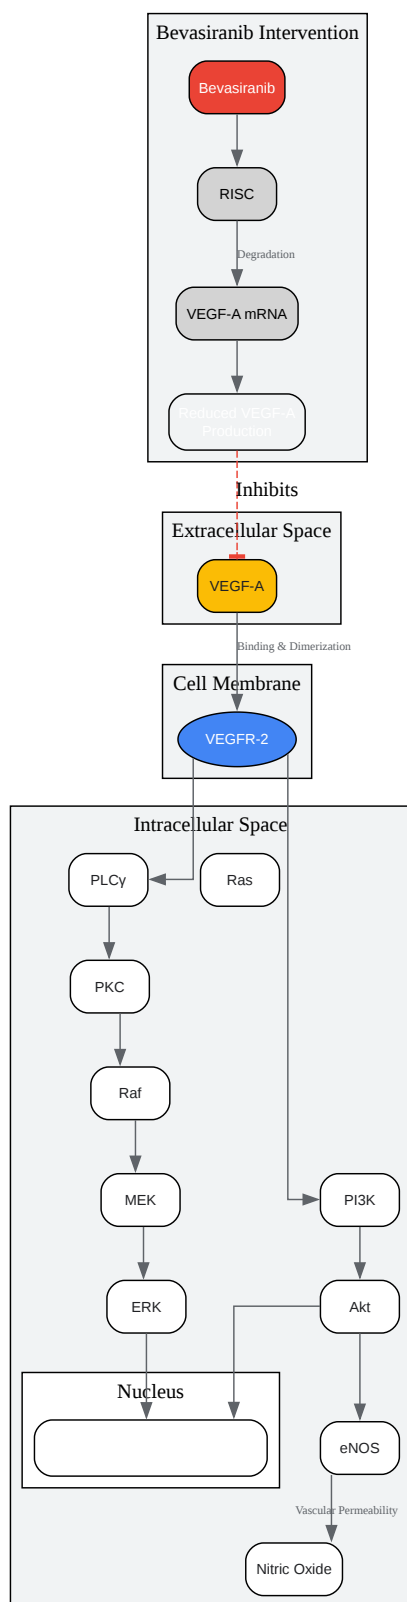 Bevasiranib Intervention
Bevasiranib
RISC
Degradation
VEGF-A mRNA
Reduced VEGF-A
Production
Inhibits
Extracellular Space
VEGF-A
Binding & Dimerization
Cell Membrane
VEGFR-2
Intracellular Space
PLCγ
Ras
PKC
Raf
MEK
PI3K
ERK
Akt
Nucleus
eNOS
Vascular Permeability
Nitric Oxide